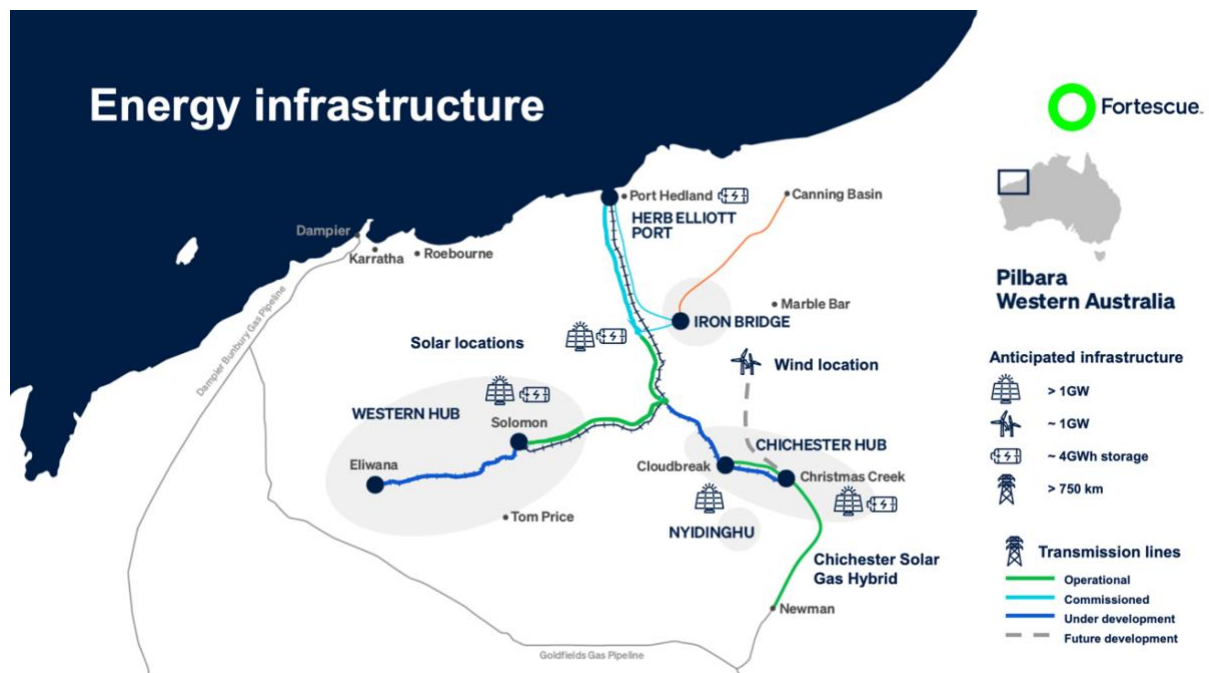 Energy infrastructure
Fortescue™
Port Hedland
HERB ELLIOTT
PORT
Canning Basin
Dampier
Karratha
Roebourne
Dampier Bunbury Gas Pipeline
Marble Bar
IRON BRIDGE
Pilbara
Western Australia
Solar locations
Wind location
Anticipated infrastructure
> 1GW
~ 1GW
~ 4GWh storage
> 750 km
WESTERN HUB
Solomon
Eliwana
CHICHESTER HUB
Cloudbreak
Christmas Creek
Tom Price
NYIDINGHU
Chichester Solar
Gas Hybrid
Newman
Goldfields Gas Pipeline
Transmission lines
Operational
Commissioned
Under development
Future development